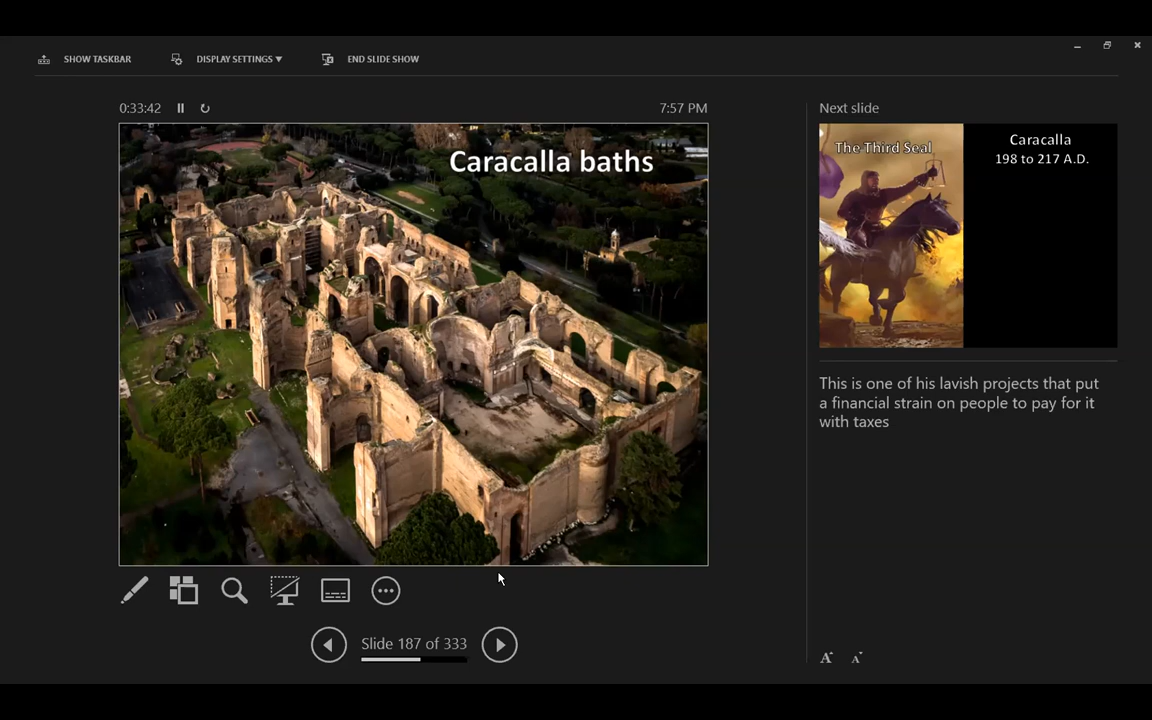 SHOW TASKBAR
DISPLAY SETTINGS ▼
END SLIDE SHOW
0:33:42
7:57 PM
Caracalla baths
Slide 187 of 333
Next slide
The Third Seal
Caracalla
198 to 217 A.D.
This is one of his lavish projects that put
a financial strain on people to pay for it
with taxes
A A